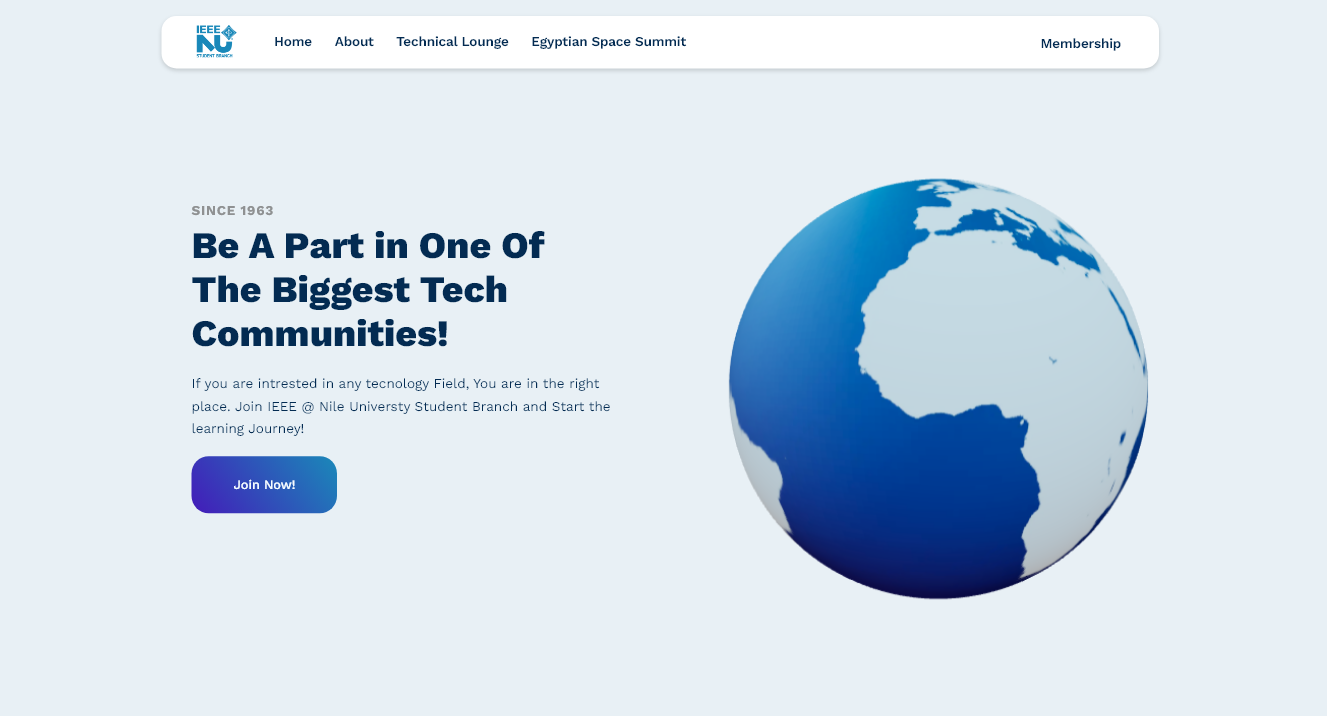 IEEE
NU
STUDENT BRANCH
Home About Technical Lounge Egyptian Space Summit Membership
SINCE 1963
Be A Part in One Of
The Biggest Tech
Communities!
If you are intrested in any tecnology Field, You are in the right
place. Join IEEE @ Nile Universty Student Branch and Start the
learning Journey!
Join Now!